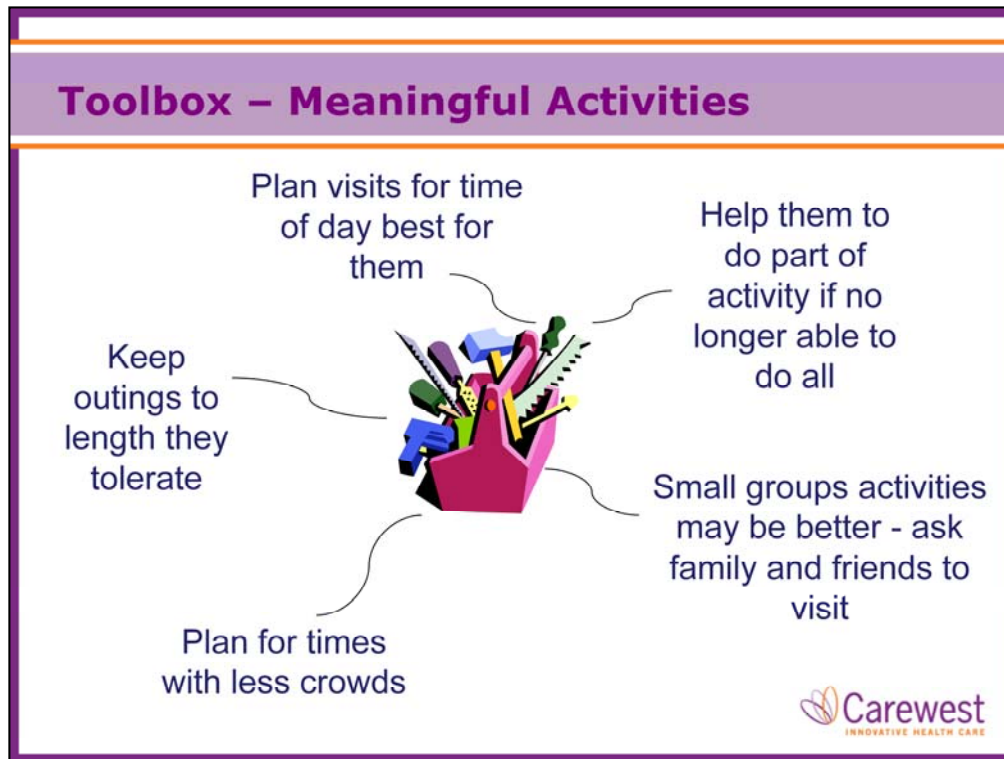 Toolbox – Meaningful Activities
Plan visits for time
of day best for
them
Help them to
do part of
activity if no
longer able to
do all
Keep
outings to
length they
tolerate
Small groups activities
may be better - ask
family and friends to
visit
Plan for times
with less crowds
Carewest
INNOVATIVE HEALTH CARE